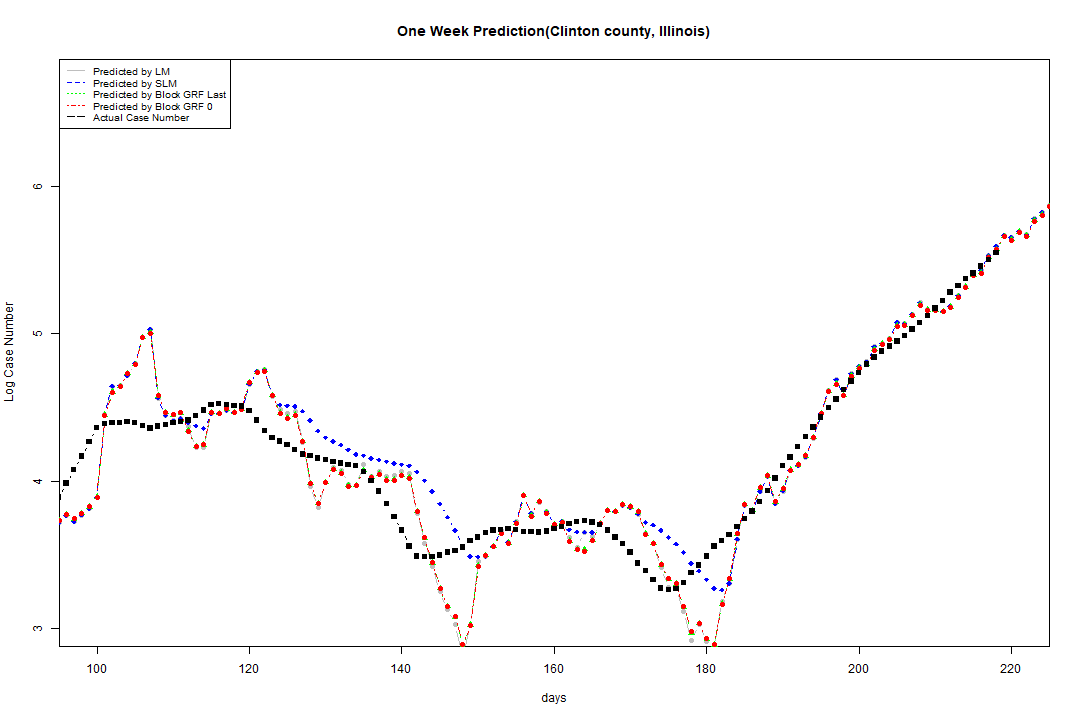 One Week Prediction(Clinton county, Illinois)
Predicted by LM
Predicted by SLM
Predicted by Block GRF Last
Predicted by Block GRF 0
Actual Case Number
Log Case Number
6
5
4
3
100 120 140 160 180 200 220
days